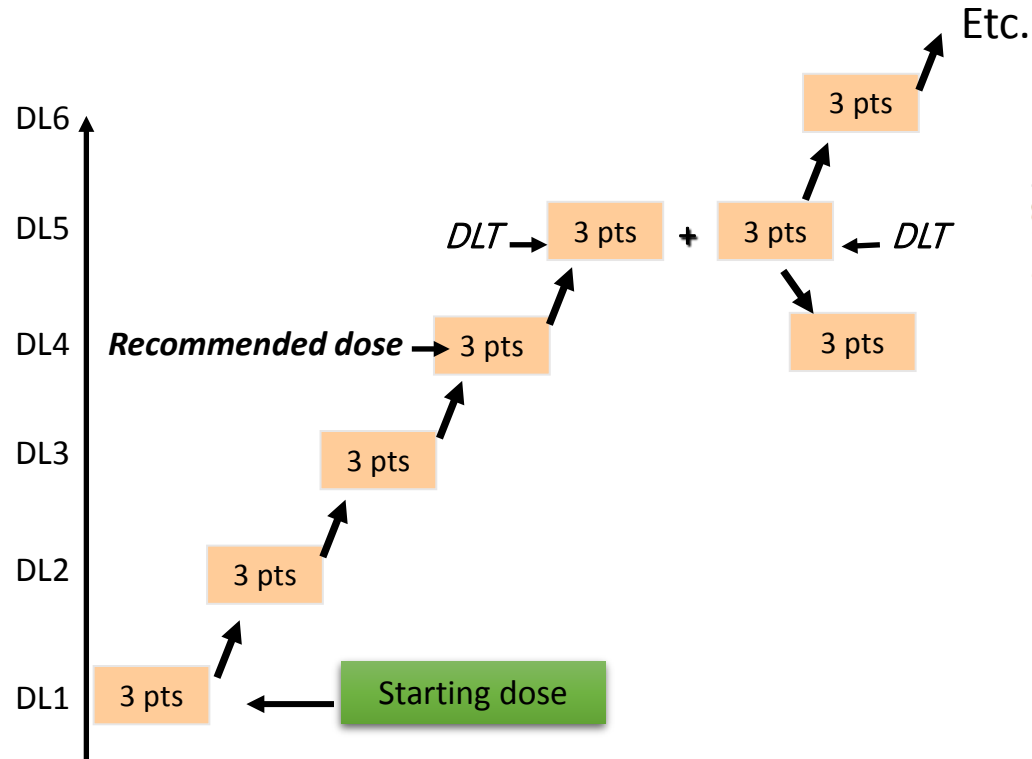 Etc.
DL6
3 pts
DL5
DLT
3 pts
+
3 pts
DLT
DL4
Recommended dose
3 pts
3 pts
DL3
3 pts
DL2
3 pts
DL1
3 pts
Starting dose